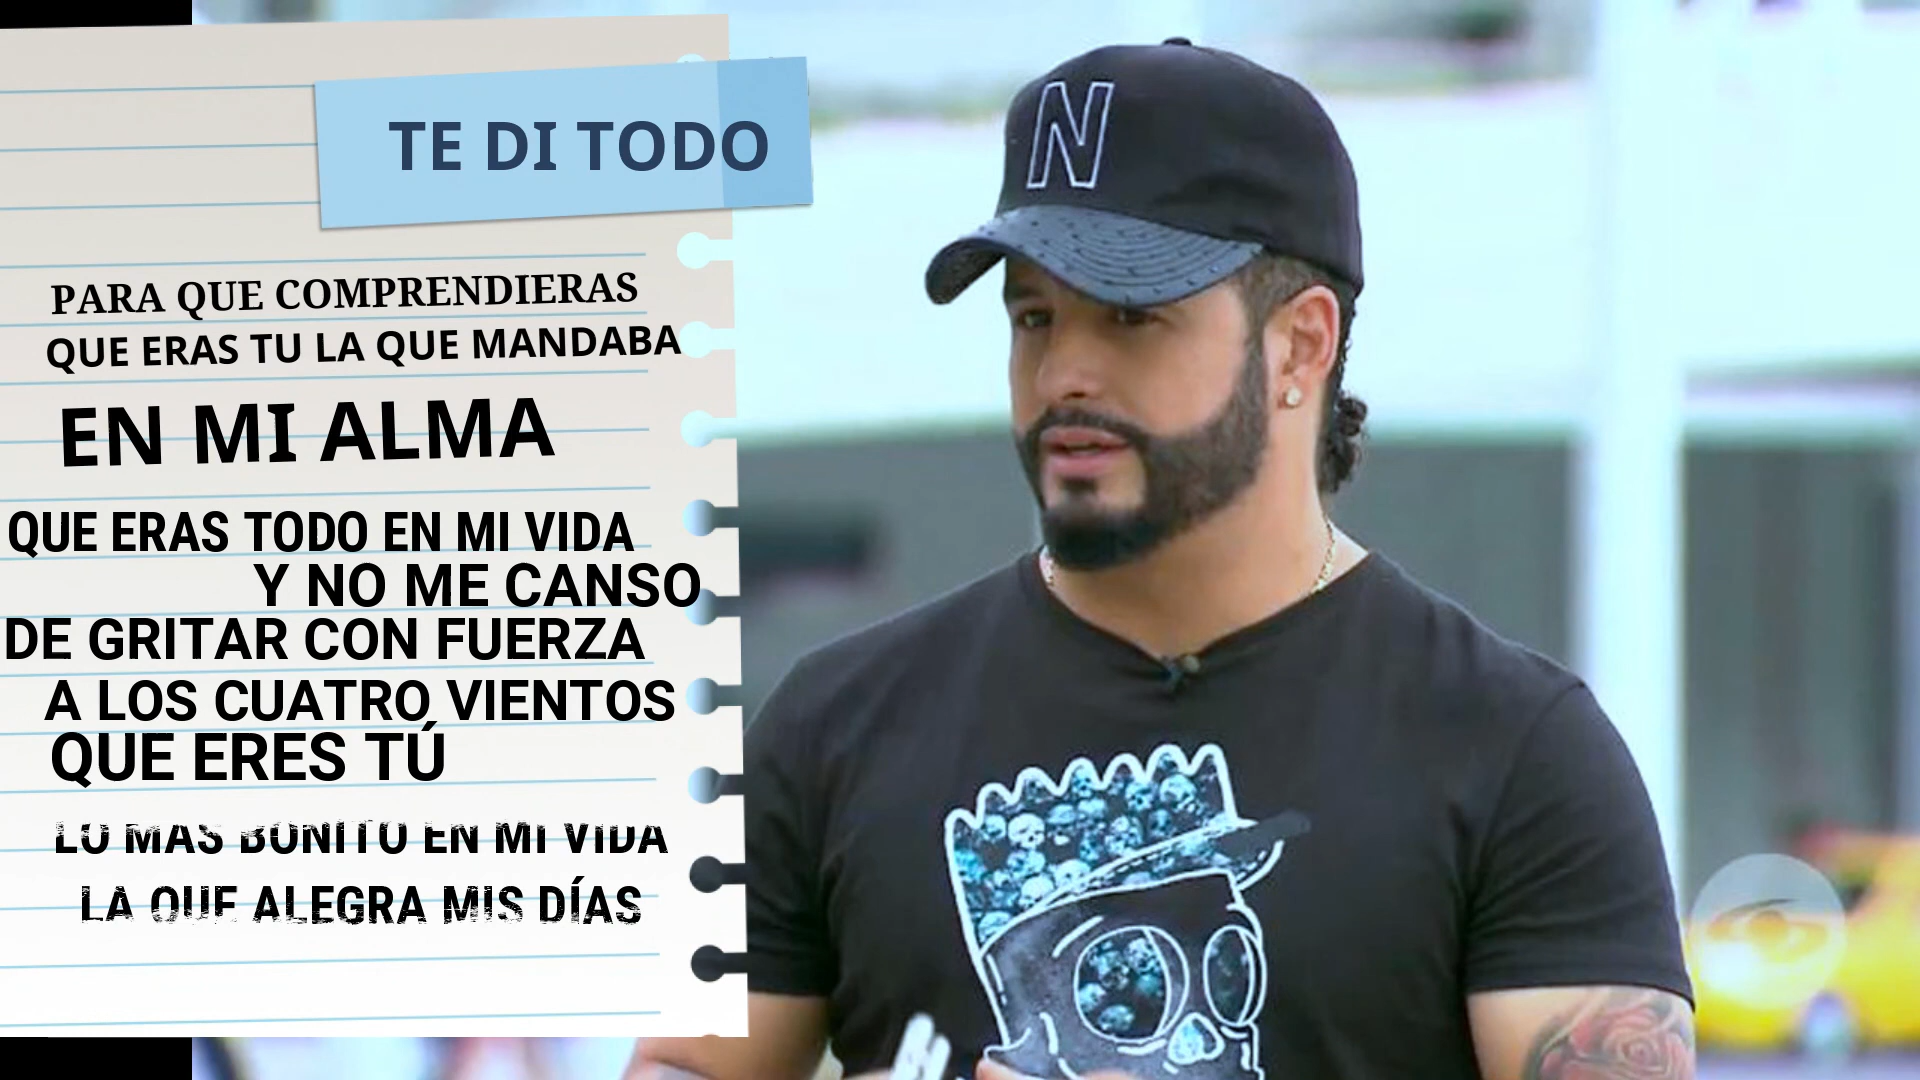 TE DI TODO
PARA QUE COMPRENDIERAS
QUE ERAS TU LA QUE MANDABA
EN MI ALMA
QUE ERAS TODO EN MI VIDA
Y NO ME CANSO
DE GRITAR CON FUERZA
A LOS CUATRO VIENTOS
QUE ERES TÚ
LO MAS BONITO EN MI VIDA
LA QUE ALEGRA MIS DÍAS
N